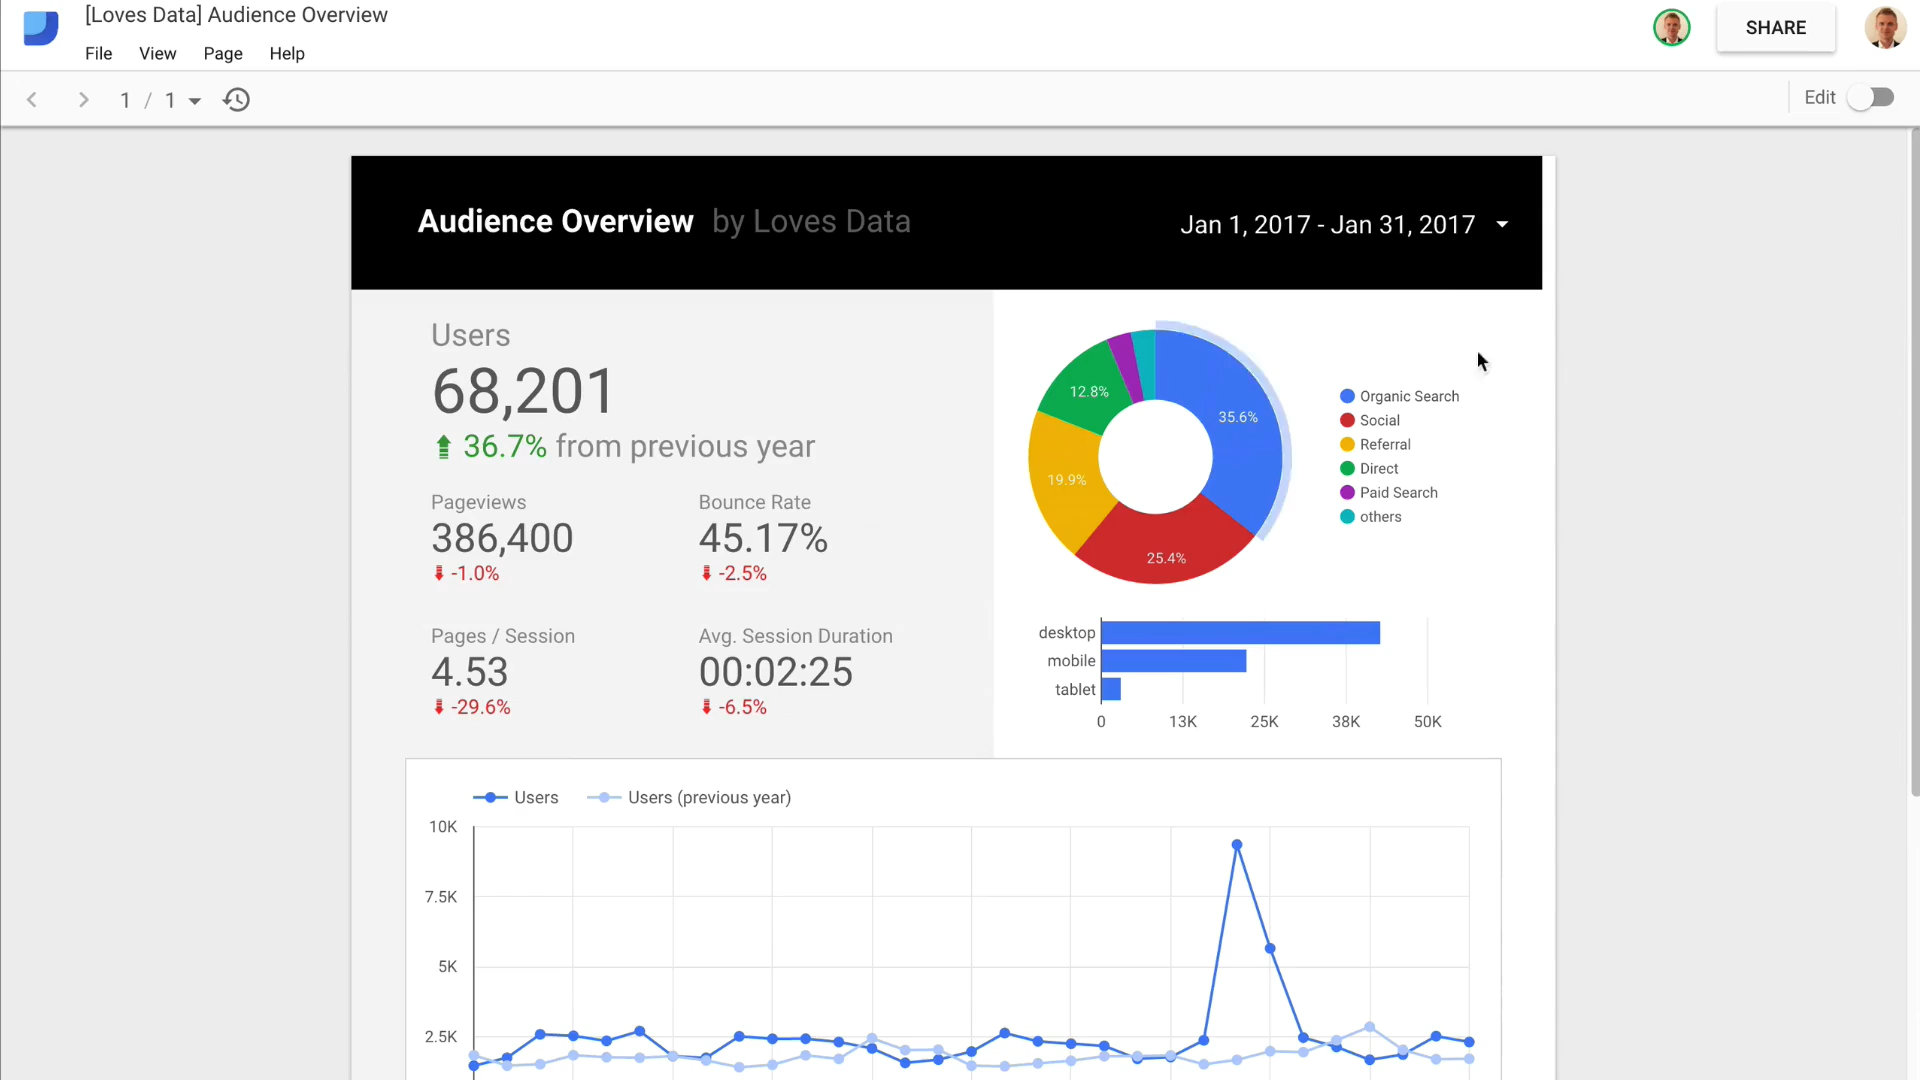 [Loves Data] Audience Overview
File View Page Help
SHARE
1 / 1
Edit
Audience Overview by Loves Data
Jan 1, 2017 - Jan 31, 2017
Users
68,201
36.7% from previous year
Pageviews
386,400
-1.0%
Bounce Rate
45.17%
-2.5%
Pages / Session
4.53
-29.6%
Avg. Session Duration
00:02:25
-6.5%
35.6%
25.4%
19.9%
12.8%
Organic Search
Social
Referral
Direct
Paid Search
others
desktop
mobile
tablet
0 13K 25K 38K 50K
Users Users (previous year)
10K
7.5K
5K
2.5K